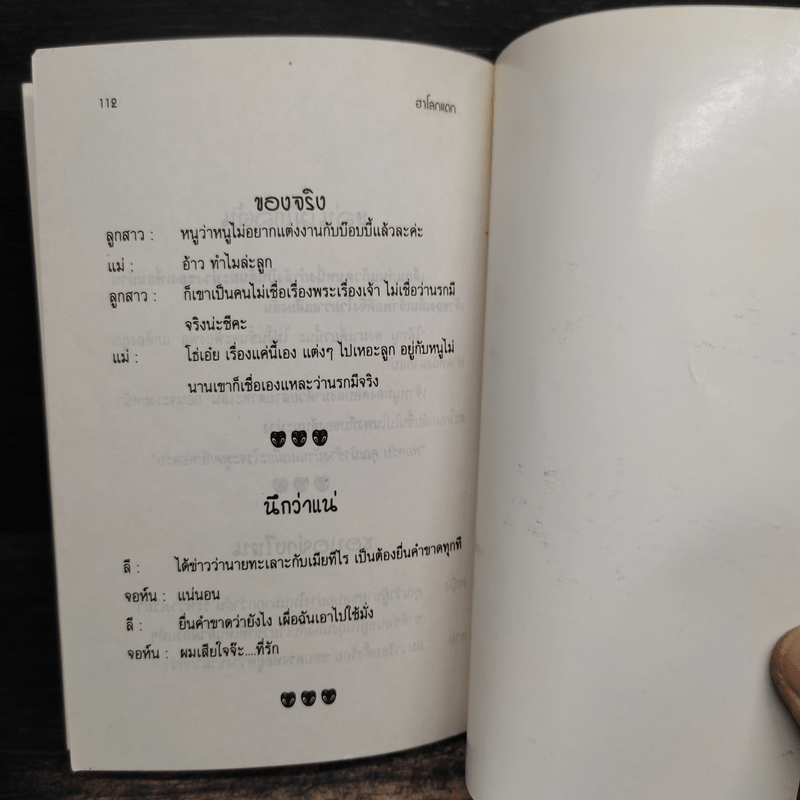 112 ฮาโลกแตก
ของจริง
ลูกสาว : หนูว่าหนูไม่อยากแต่งงานกับบ๊อบบี้แล้วละค่ะ
แม่ : อ้าว ทำไมล่ะลูก
ลูกสาว : ก็เขาเป็นคนไม่เชื่อเรื่องพระเรื่องเจ้า ไม่เชื่อว่านรกมี
จริงน่ะซีคะ
แม่ : โธ่เอ๋ย เรื่องแค่นี้เอง แต่งๆ ไปเหอะลูก อยู่กับหนูไม่
นานเขาก็เชื่อเองแหละว่านรกมีจริง
นึกว่าแน่
ลี : ได้ข่าวว่านายทะเลาะกับเมียทีไร เป็นต้องยื่นคำขาดทุกที
จอห์น : แน่นอน
ลี : ยื่นคำขาดว่ายังไง เผื่อฉันเอาไปใช้มั่ง
จอห์น : ผมเสียใจจ๊ะ....ที่รัก